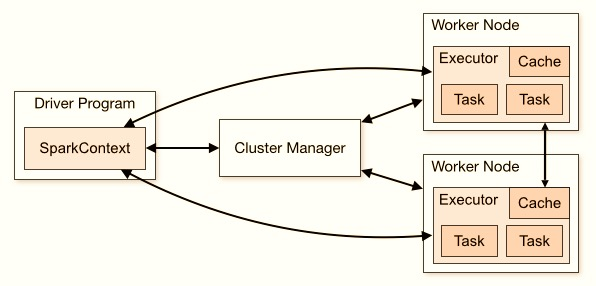 Driver Program
SparkContext
Cluster Manager
Worker Node
Executor
Cache
Task
Task
Worker Node
Executor
Cache
Task
Task